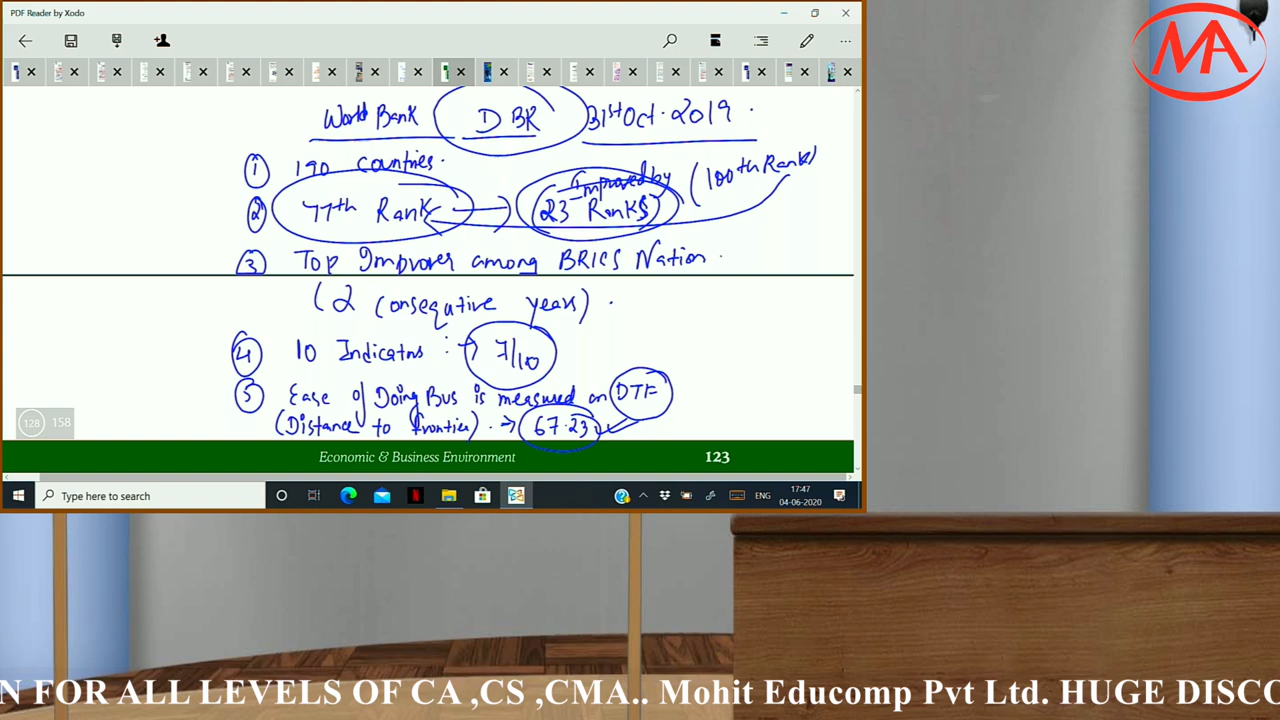 PDF Reader by Xodo
MA
World Bank DBR 31st Oct. 2019.
① 190 Countries.
② 77th Rank → Improved by 23 Ranks (100th Rank)
③ Top Improver among BRICS Nation.
(2 Consequtive years).
④ 10 Indicators :→ 7/10
⑤ Ease of Doing Bus is measured on DTF
(Distance to frontier). → 67.23
128 158
Economic & Business Environment 123
Type here to search
ENG
17:47
04-06-2020
N FOR ALL LEVELS OF CA ,CS ,CMA.. Mohit Educomp Pvt Ltd. HUGE DISCO